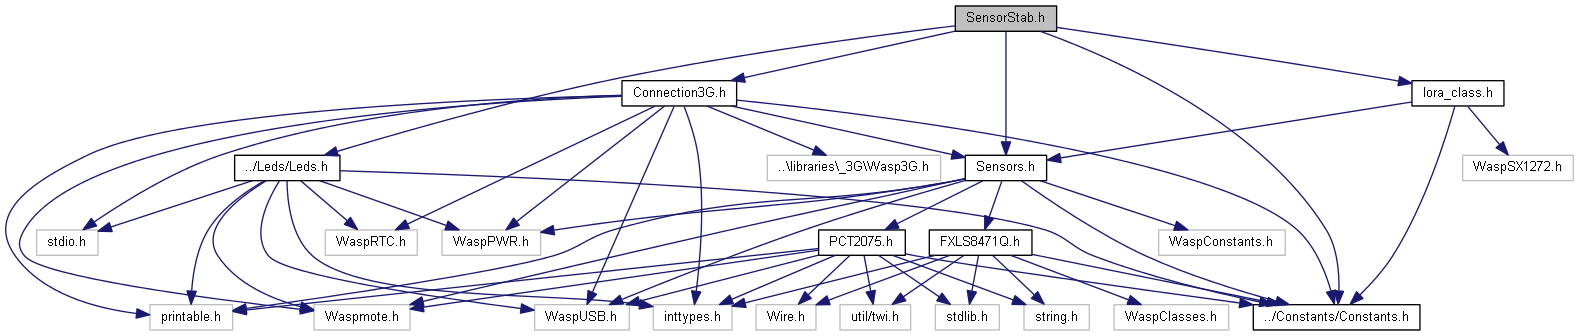 SensorStab.h
Connection3G.h
lora_class.h
../Leds/Leds.h
..\libraries\_3G\Wasp3G.h
Sensors.h
WaspSX1272.h
stdio.h
WaspRTC.h
WaspPWR.h
PCT2075.h
FXLS8471Q.h
WaspConstants.h
printable.h
Waspmote.h
WaspUSB.h
inttypes.h
Wire.h
util/twi.h
stdlib.h
string.h
WaspClasses.h
../Constants/Constants.h